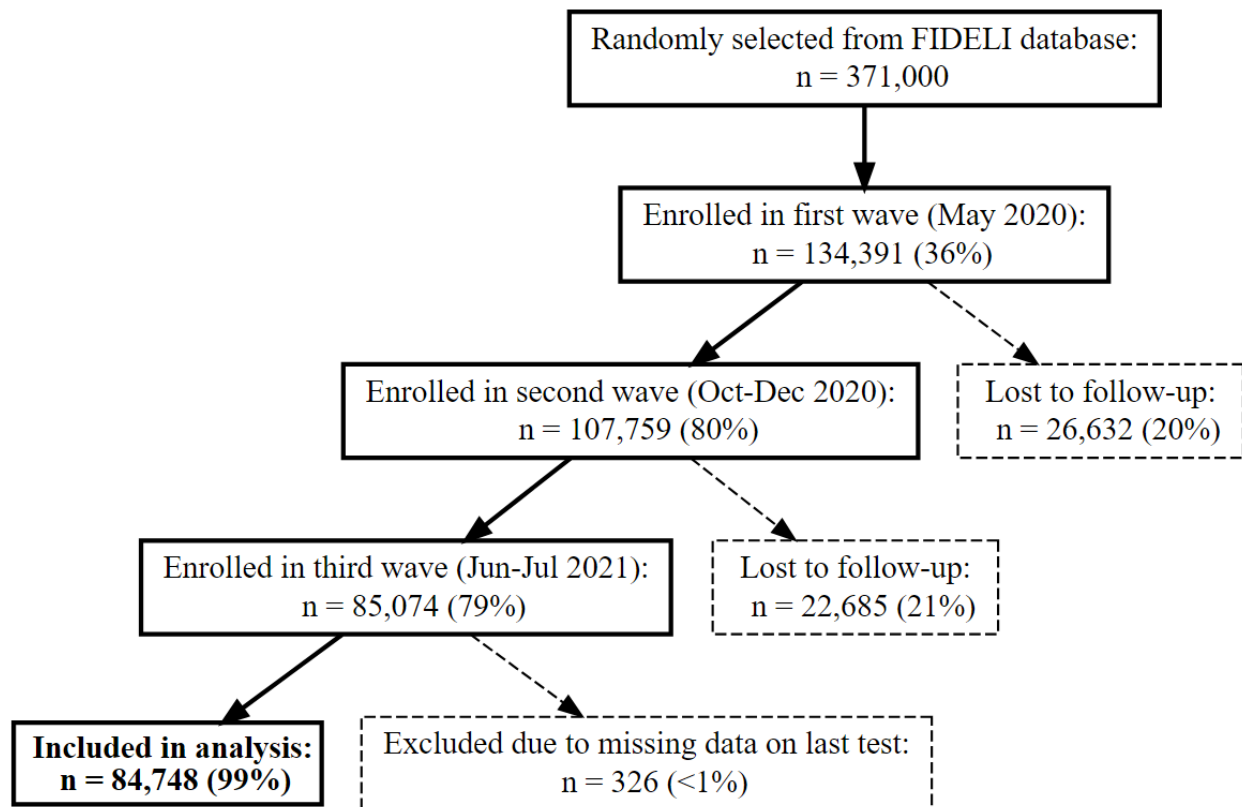 Randomly selected from FIDELI database:
n = 371,000
Enrolled in first wave (May 2020):
n = 134,391 (36%)
Enrolled in second wave (Oct-Dec 2020):
n = 107,759 (80%)
Lost to follow-up:
n = 26,632 (20%)
Enrolled in third wave (Jun-Jul 2021):
n = 85,074 (79%)
Lost to follow-up:
n = 22,685 (21%)
Included in analysis:
n = 84,748 (99%)
Excluded due to missing data on last test:
n = 326 (<1%)